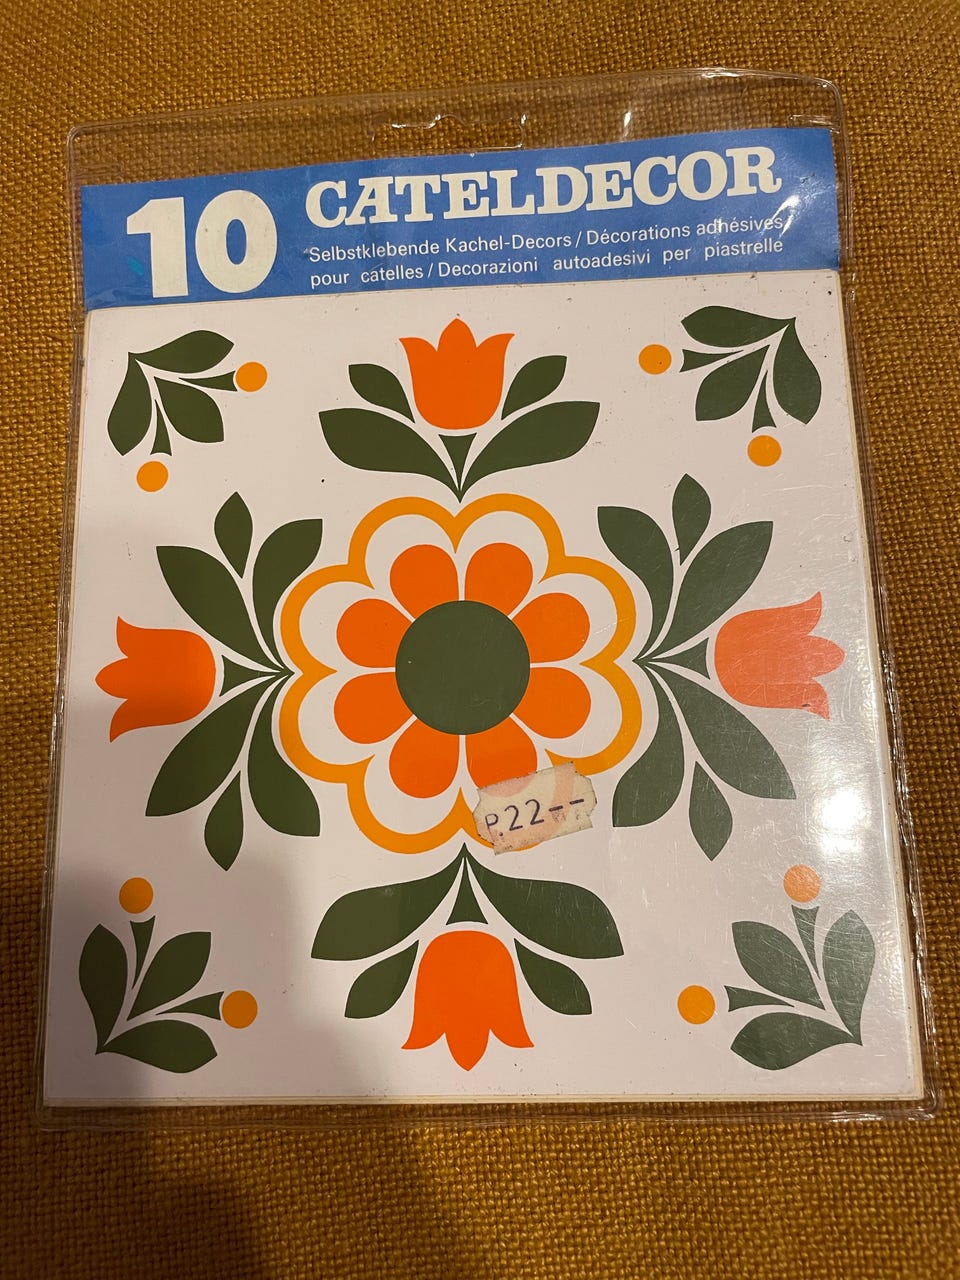 10 CATELDECOR
Selbstklebende Kachel-Decors / Décorations adhésives
pour catelles / Decorazioni autoadesivi per piastrelle
P.22--